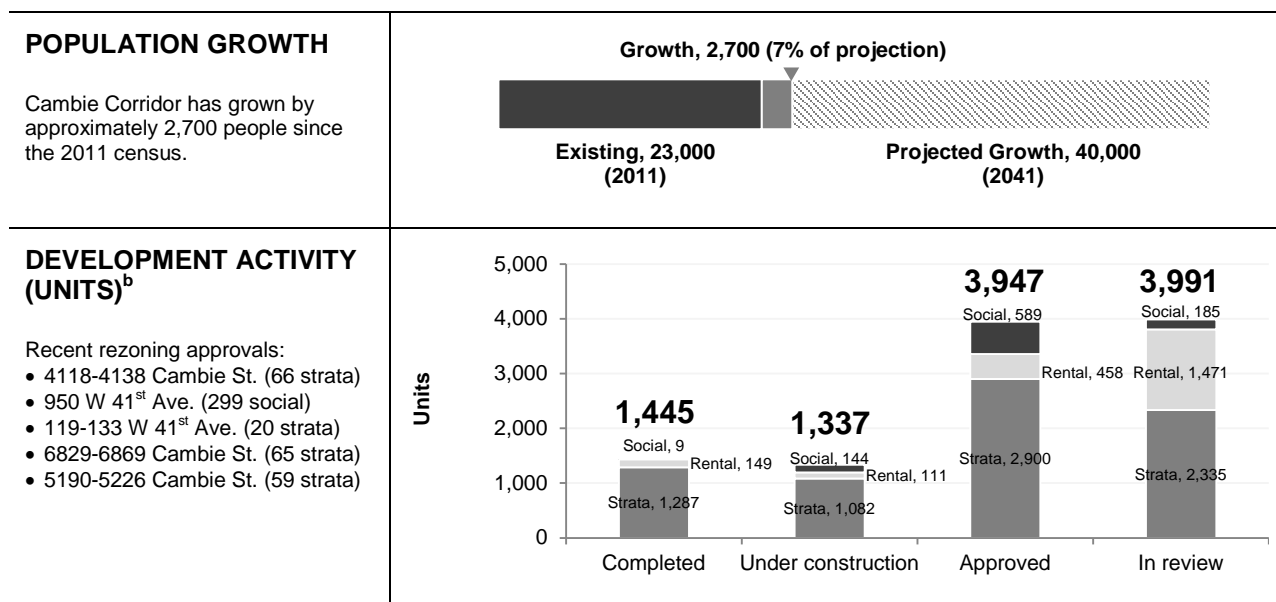 POPULATION GROWTH
Cambie Corridor has grown by
approximately 2,700 people since
the 2011 census.
Growth, 2,700 (7% of projection)
Existing, 23,000
(2011)
Projected Growth, 40,000
(2041)
DEVELOPMENT ACTIVITY
(UNITS)b
Recent rezoning approvals:
• 4118-4138 Cambie St. (66 strata)
• 950 W 41st Ave. (299 social)
• 119-133 W 41st Ave. (20 strata)
• 6829-6869 Cambie St. (65 strata)
• 5190-5226 Cambie St. (59 strata)
Units
5,000
4,000
3,000
2,000
1,000
0
1,445
Social, 9
Rental, 149
Strata, 1,287
Completed
1,337
Social, 144
Rental, 111
Strata, 1,082
Under construction
3,947
Social, 589
Rental, 458
Strata, 2,900
Approved
3,991
Social, 185
Rental, 1,471
Strata, 2,335
In review